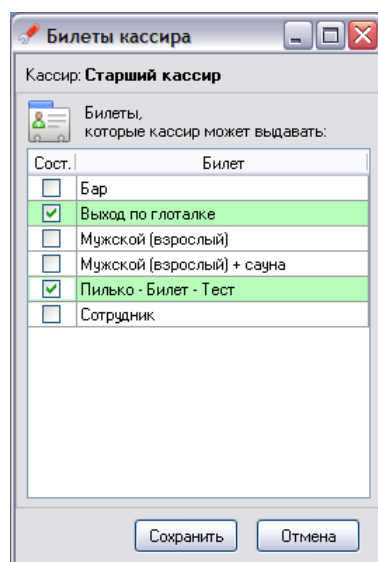 Билеты кассира
Кассир: Старший кассир
Билеты,
которые кассир может выдавать:
Сост. Билет
Бар
Выход по глоталке
Мужской (взрослый)
Мужской (взрослый) + сауна
Пилько - Билет - Тест
Сотрудник
Сохранить Отмена